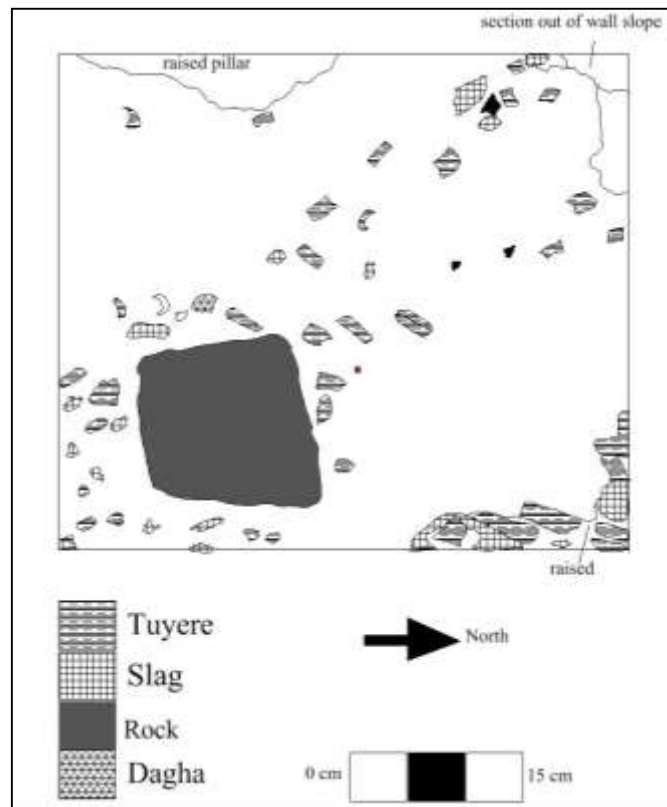 section out of wall slope
raised pillar
raised
Tuyere
Slag
Rock
Dagha
North
0 cm
15 cm